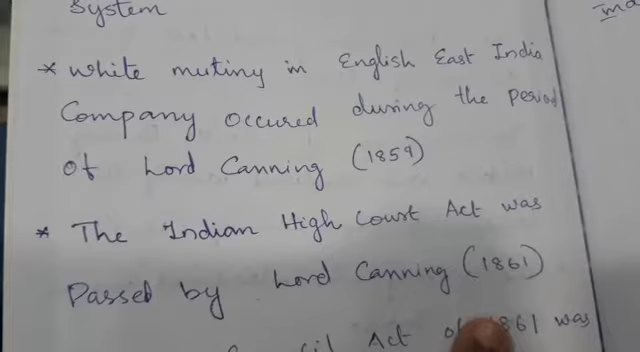 System
* White mutiny in English East India
Company occured during the Period
of Lord Canning (1859)
* The Indian High Court Act was
Passed by Lord Canning (1861)
Act of 1861 was